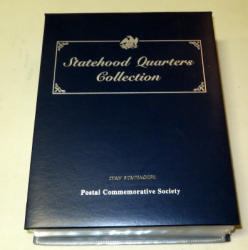 Statehood Quarters
Collection
Postal Commemorative Society